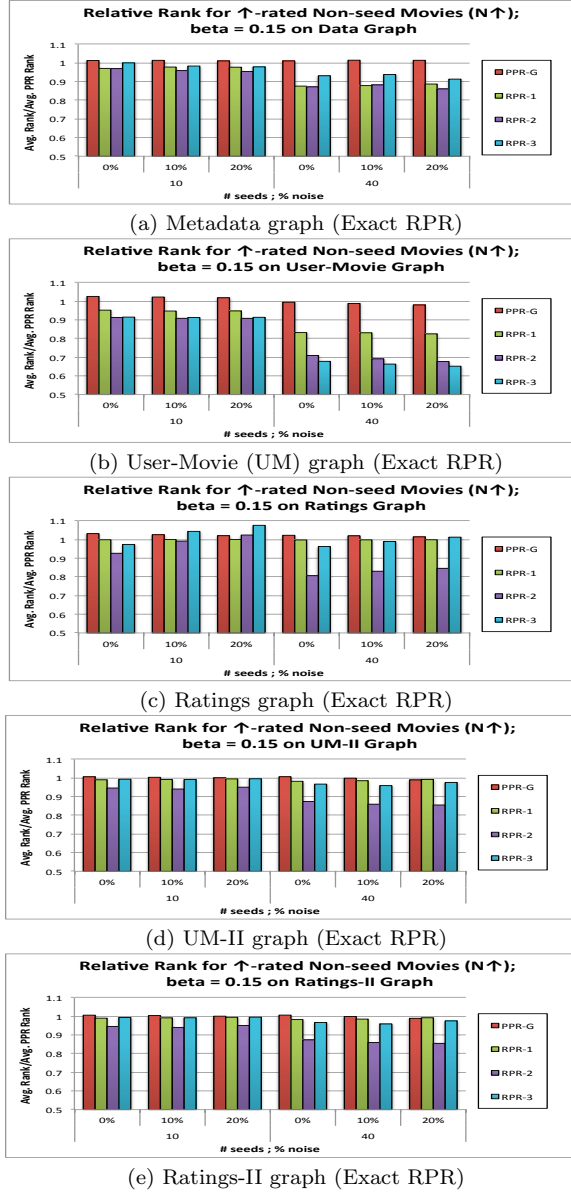 Relative Rank for ↑-rated Non-seed Movies (N↑);
beta = 0.15 on Data Graph
Avg. Rank/Avg. PPR Rank
1.1
1
0.9
0.8
0.7
0.6
0.5
0% 10% 20% 0% 10% 20%
10 40
# seeds ; % noise
PPR-G
RPR-1
RPR-2
RPR-3
(a) Metadata graph (Exact RPR)
Relative Rank for ↑-rated Non-seed Movies (N↑);
beta = 0.15 on User-Movie Graph
Avg. Rank/Avg. PPR Rank
1.1
1
0.9
0.8
0.7
0.6
0.5
0% 10% 20% 0% 10% 20%
10 40
# seeds ; % noise
PPR-G
RPR-1
RPR-2
RPR-3
(b) User-Movie (UM) graph (Exact RPR)
Relative Rank for ↑-rated Non-seed Movies (N↑);
beta = 0.15 on Ratings Graph
Avg. Rank/Avg. PPR Rank
1.1
1
0.9
0.8
0.7
0.6
0.5
0% 10% 20% 0% 10% 20%
10 40
# seeds ; % noise
PPR-G
RPR-1
RPR-2
RPR-3
(c) Ratings graph (Exact RPR)
Relative Rank for ↑-rated Non-seed Movies (N↑);
beta = 0.15 on UM-II Graph
Avg. Rank/Avg. PPR Rank
1.1
1
0.9
0.8
0.7
0.6
0.5
0% 10% 20% 0% 10% 20%
10 40
# seeds ; % noise
PPR-G
RPR-1
RPR-2
RPR-3
(d) UM-II graph (Exact RPR)
Relative Rank for ↑-rated Non-seed Movies (N↑);
beta = 0.15 on Ratings-II Graph
Avg. Rank/Avg. PPR Rank
1.1
1
0.9
0.8
0.7
0.6
0.5
0% 10% 20% 0% 10% 20%
10 40
# seeds ; % noise
PPR-G
RPR-1
RPR-2
RPR-3
(e) Ratings-II graph (Exact RPR)